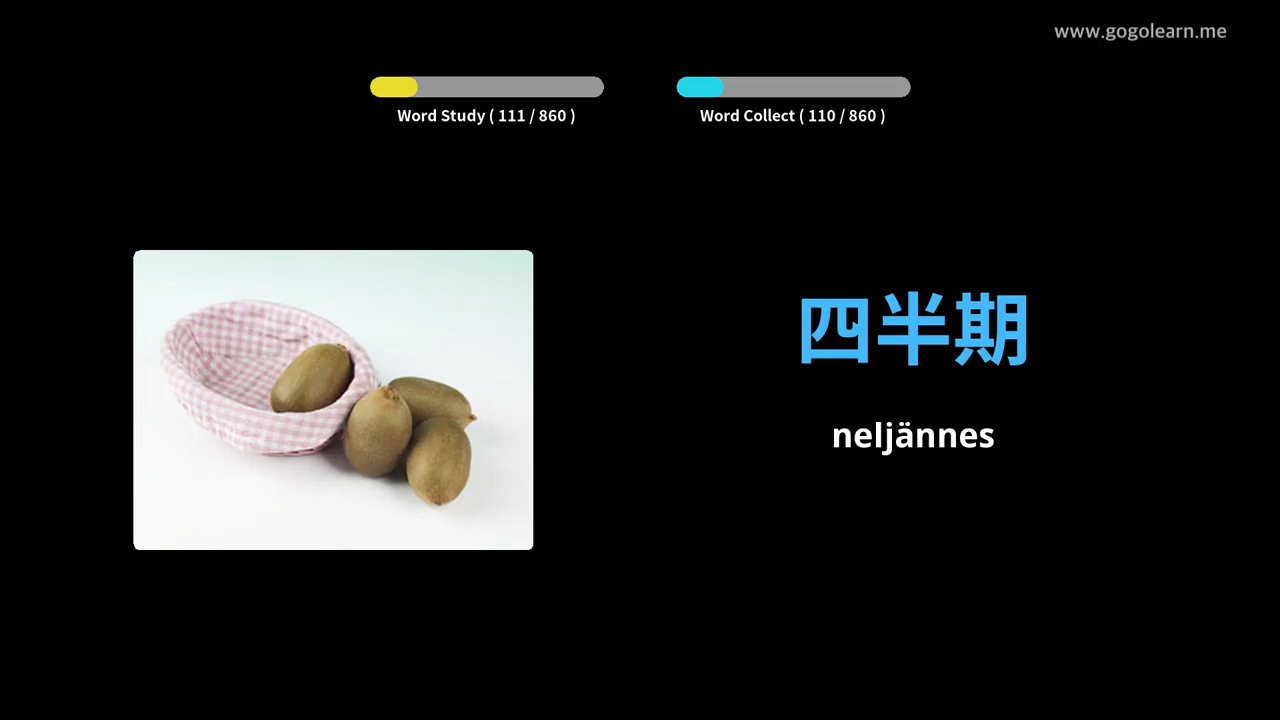 www.gogolearn.me
Word Study ( 111 / 860 )
Word Collect ( 110 / 860 )
四半期
neljännes